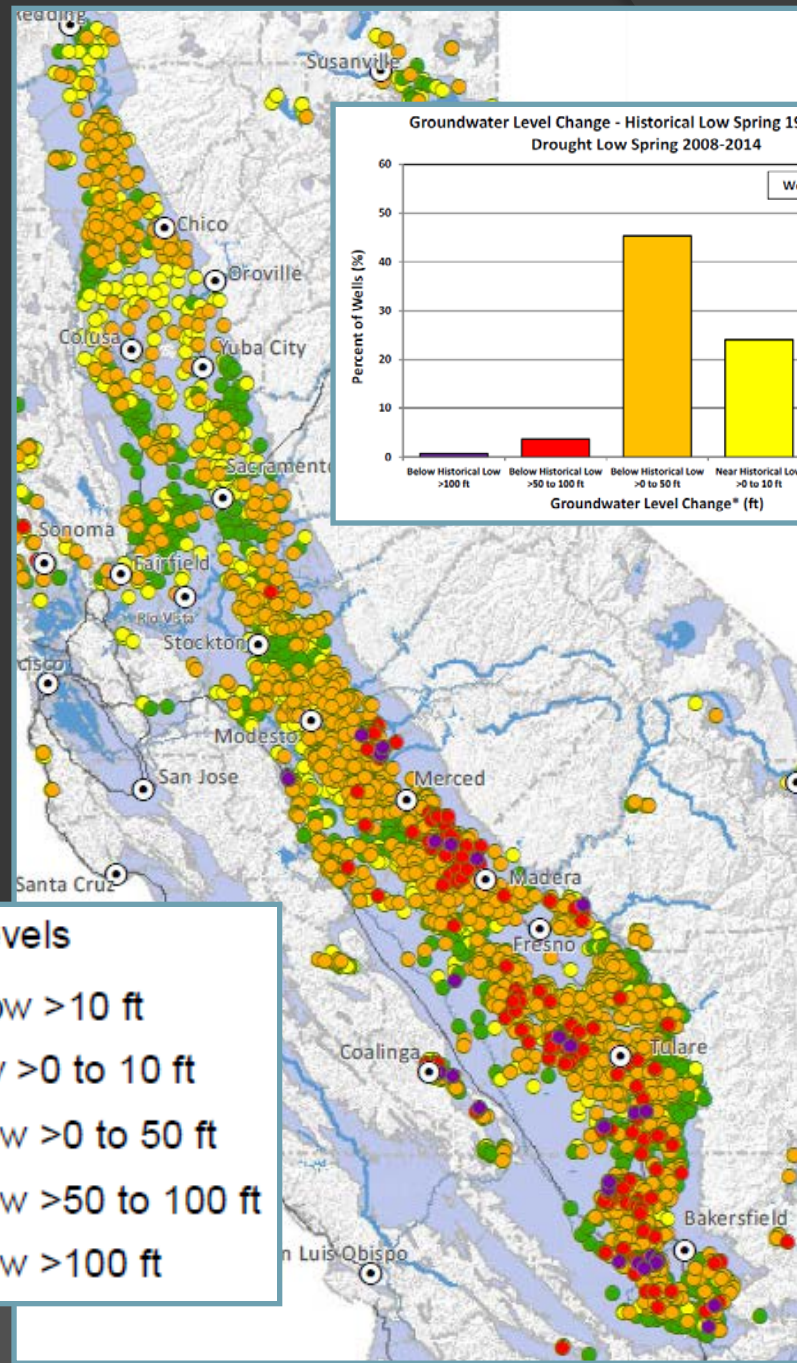 Redding
Susanville
Groundwater Level Change - Historical Low Spring 19
Drought Low Spring 2008-2014
We
60
50
40
30
20
10
0
Percent of Wells (%)
Below Historical Low
>100 ft
Below Historical Low
>50 to 100 ft
Below Historical Low
>0 to 50 ft
Near Historical Low
>0 to 10 ft
Groundwater Level Change* (ft)
Chico
Oroville
Colusa
Yuba City
Sacramento
Sonoma
Fairfield
Rio Vista
Stockton
cisco
Modesto
San Jose
Merced
Santa Cruz
Madera
Fresno
Coalinga
Tulare
Bakersfield
n Luis Obispo
vels
ow >10 ft
v >0 to 10 ft
w >0 to 50 ft
w >50 to 100 ft
w >100 ft